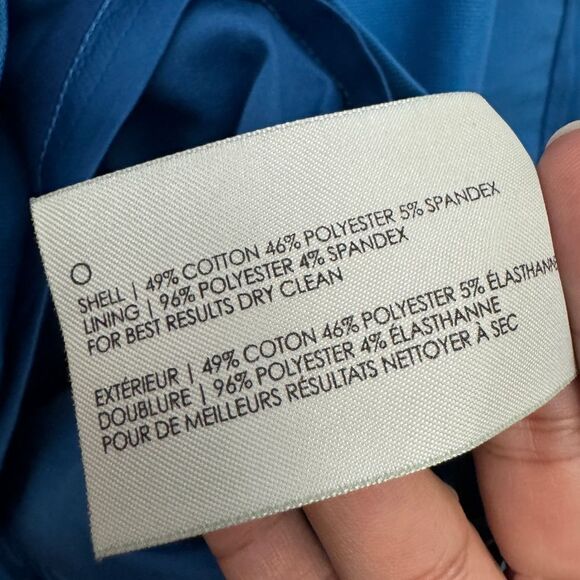 SHELL | 49% COTTON 46% POLYESTER 5% SPANDEX
LINING | 96% POLYESTER 4% SPANDEX
FOR BEST RESULTS DRY CLEAN
EXTÉRIEUR | 49% COTON 46% POLYESTER 5% ÉLASTHANNE
DOUBLURE | 96% POLYESTER 4% ÉLASTHANNE
POUR DE MEILLEURS RÉSULTATS NETTOYER À SEC